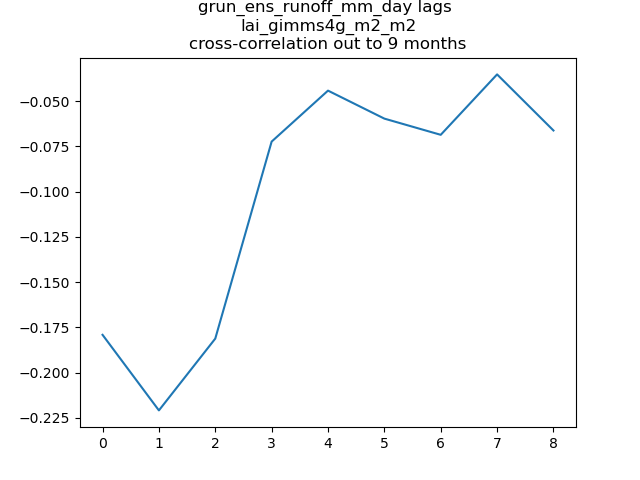 grun_ens_runoff_mm_day lags
lai_gimms4g_m2_m2
cross-correlation out to 9 months
−0.050
−0.075
−0.100
−0.125
−0.150
−0.175
−0.200
−0.225
0 1 2 3 4 5 6 7 8